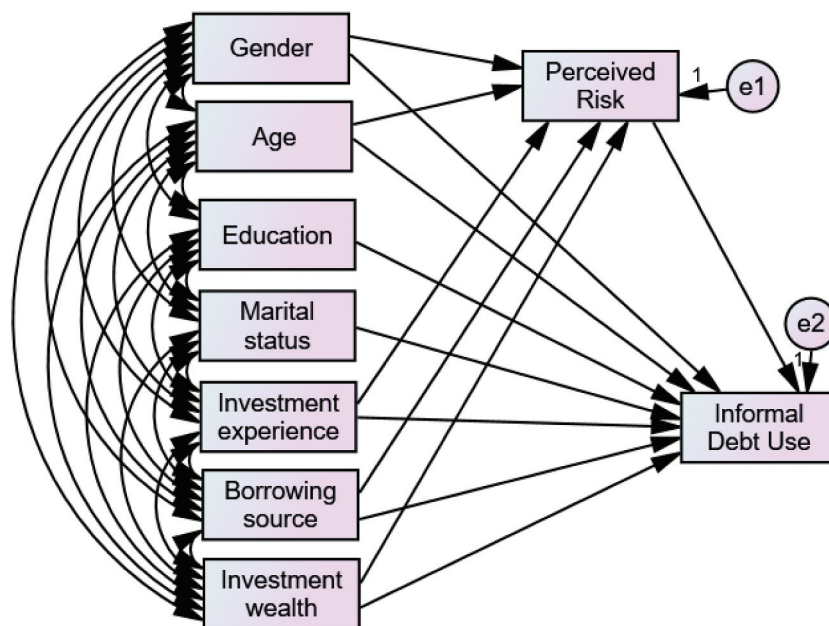 Gender
Age
Education
Marital
status
Investment
experience
Borrowing
source
Investment
wealth
Perceived
Risk
1
e1
e2
1
Informal
Debt Use